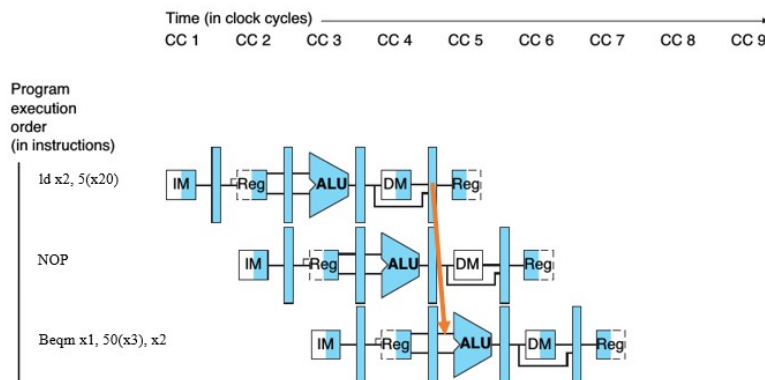 Time (in clock cycles)
CC 1 CC 2 CC 3 CC 4 CC 5 CC 6 CC 7 CC 8 CC 9
Program
execution
order
(in instructions)
ld x2, 5(x20)
IM Reg ALU DM Reg
NOP
IM Reg ALU DM Reg
Beqm x1, 50(x3), x2
IM Reg ALU DM Reg